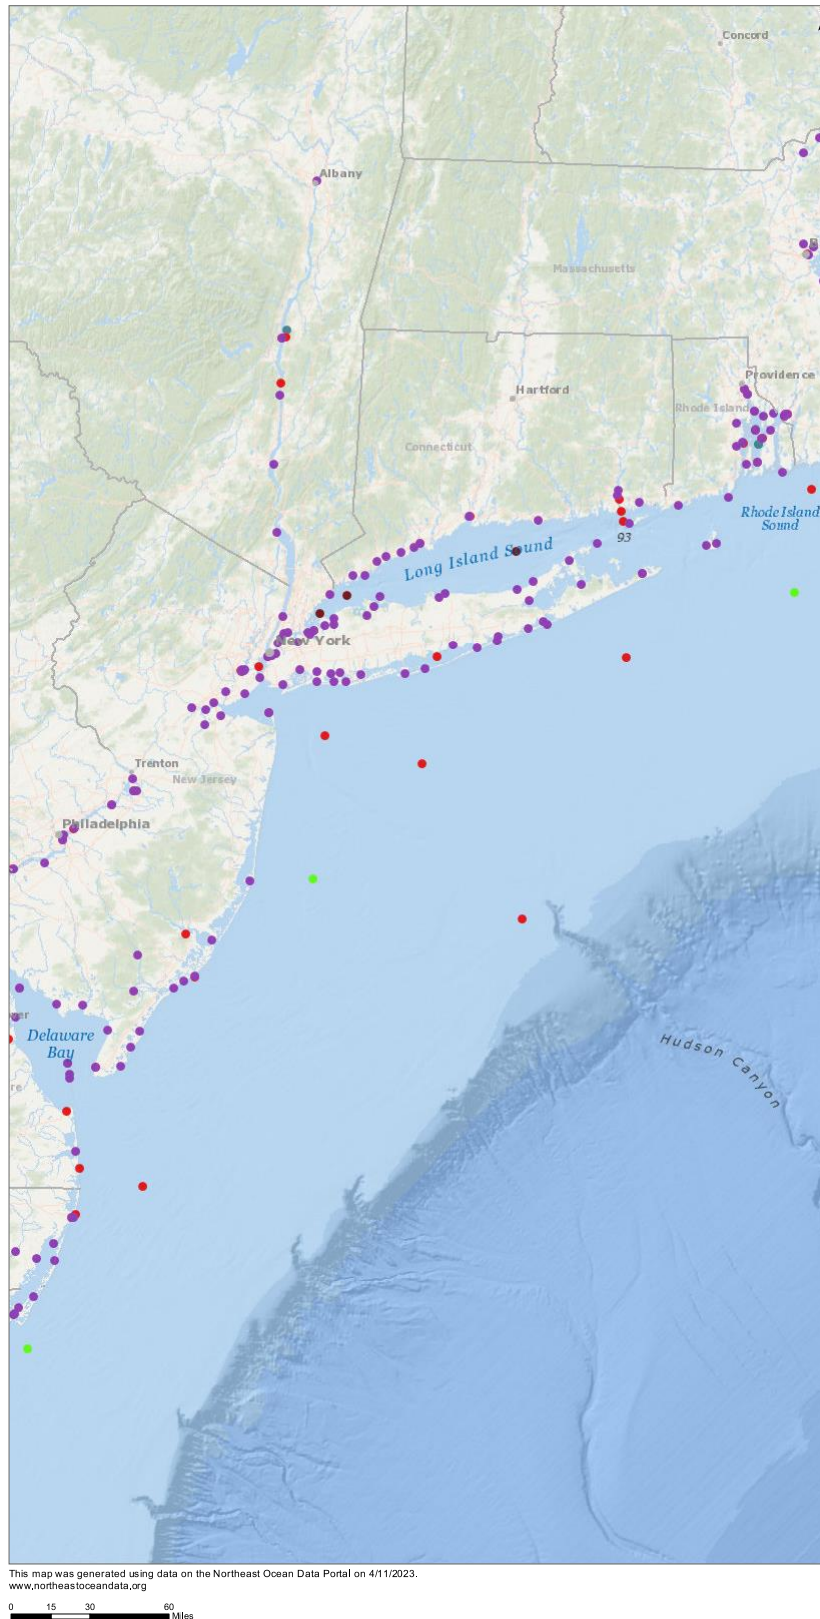 Concord
Albany
Massachusetts
Providence
Hartford
Rhode Island
Connecticut
Rhode Island
Sound
93
Long Island Sound
New York
Trenton
New Jersey
Philadelphia
Delaware
Bay
Hudson Canyon
This map was generated using data on the Northeast Ocean Data Portal on 4/11/2023.
www.northeastoceandata.org
0 15 30 60
Miles